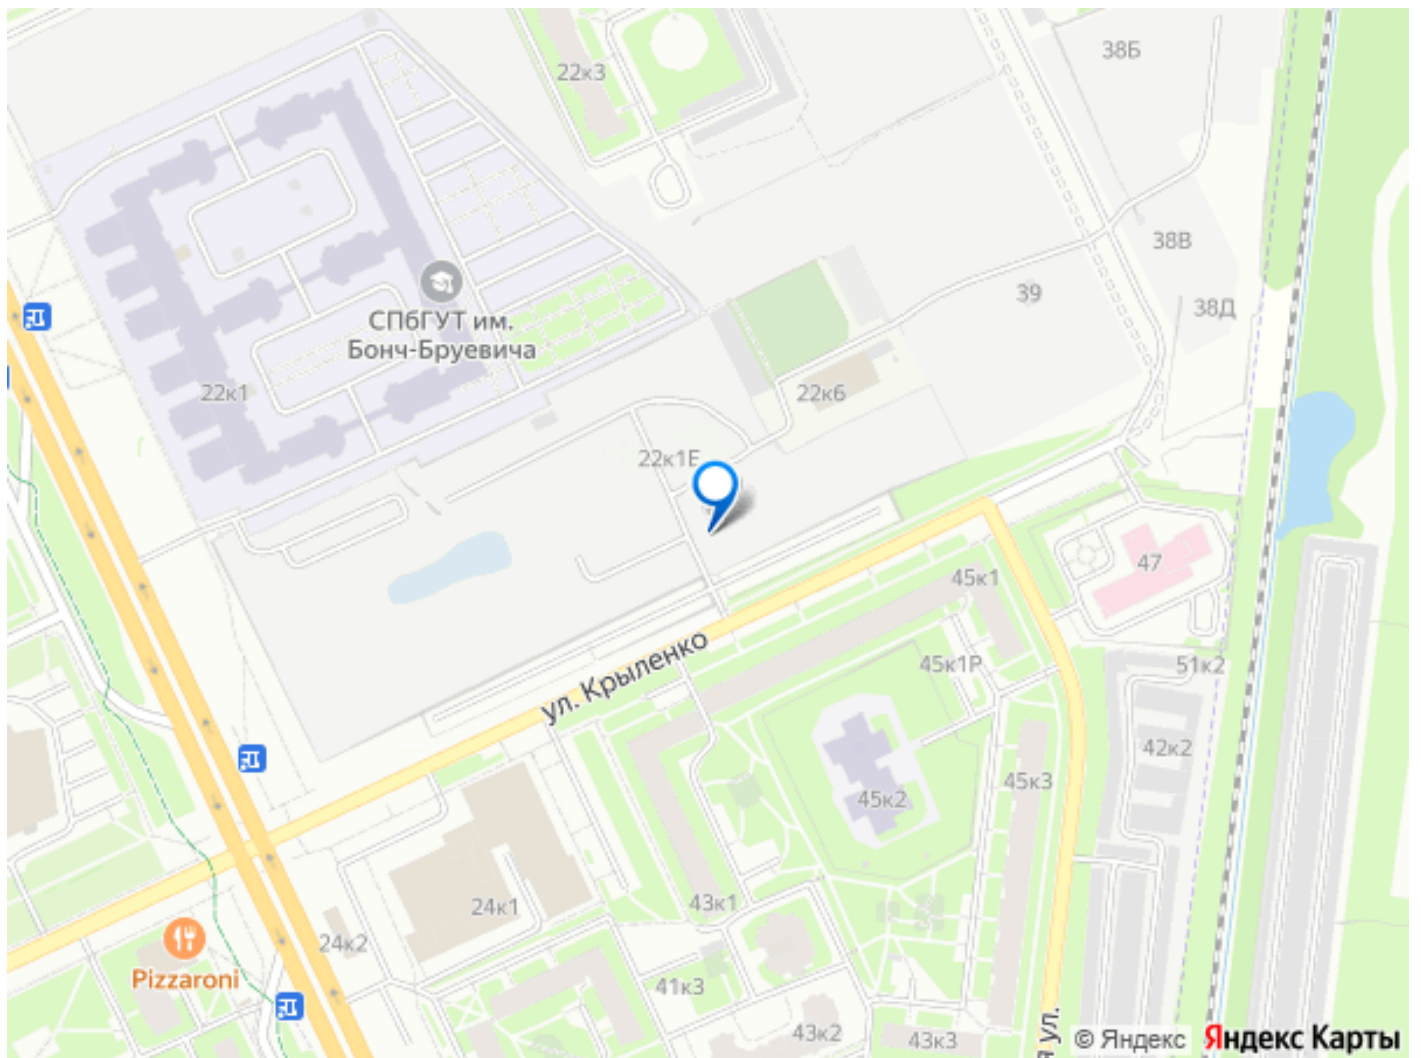 38Б
22к3
38В
39
38Д
СПбГУТ им.
Бонч-Бруевича
22к1
22к6
22к1Е
47
45к1
ул. Крыленко
45к1Р
51к2
42к2
45к3
45к2
24к1
43к1
24к2
Pizzaroni
41к3
43к2
43к3
я ул.
© Яндекс
Яндекс Карты